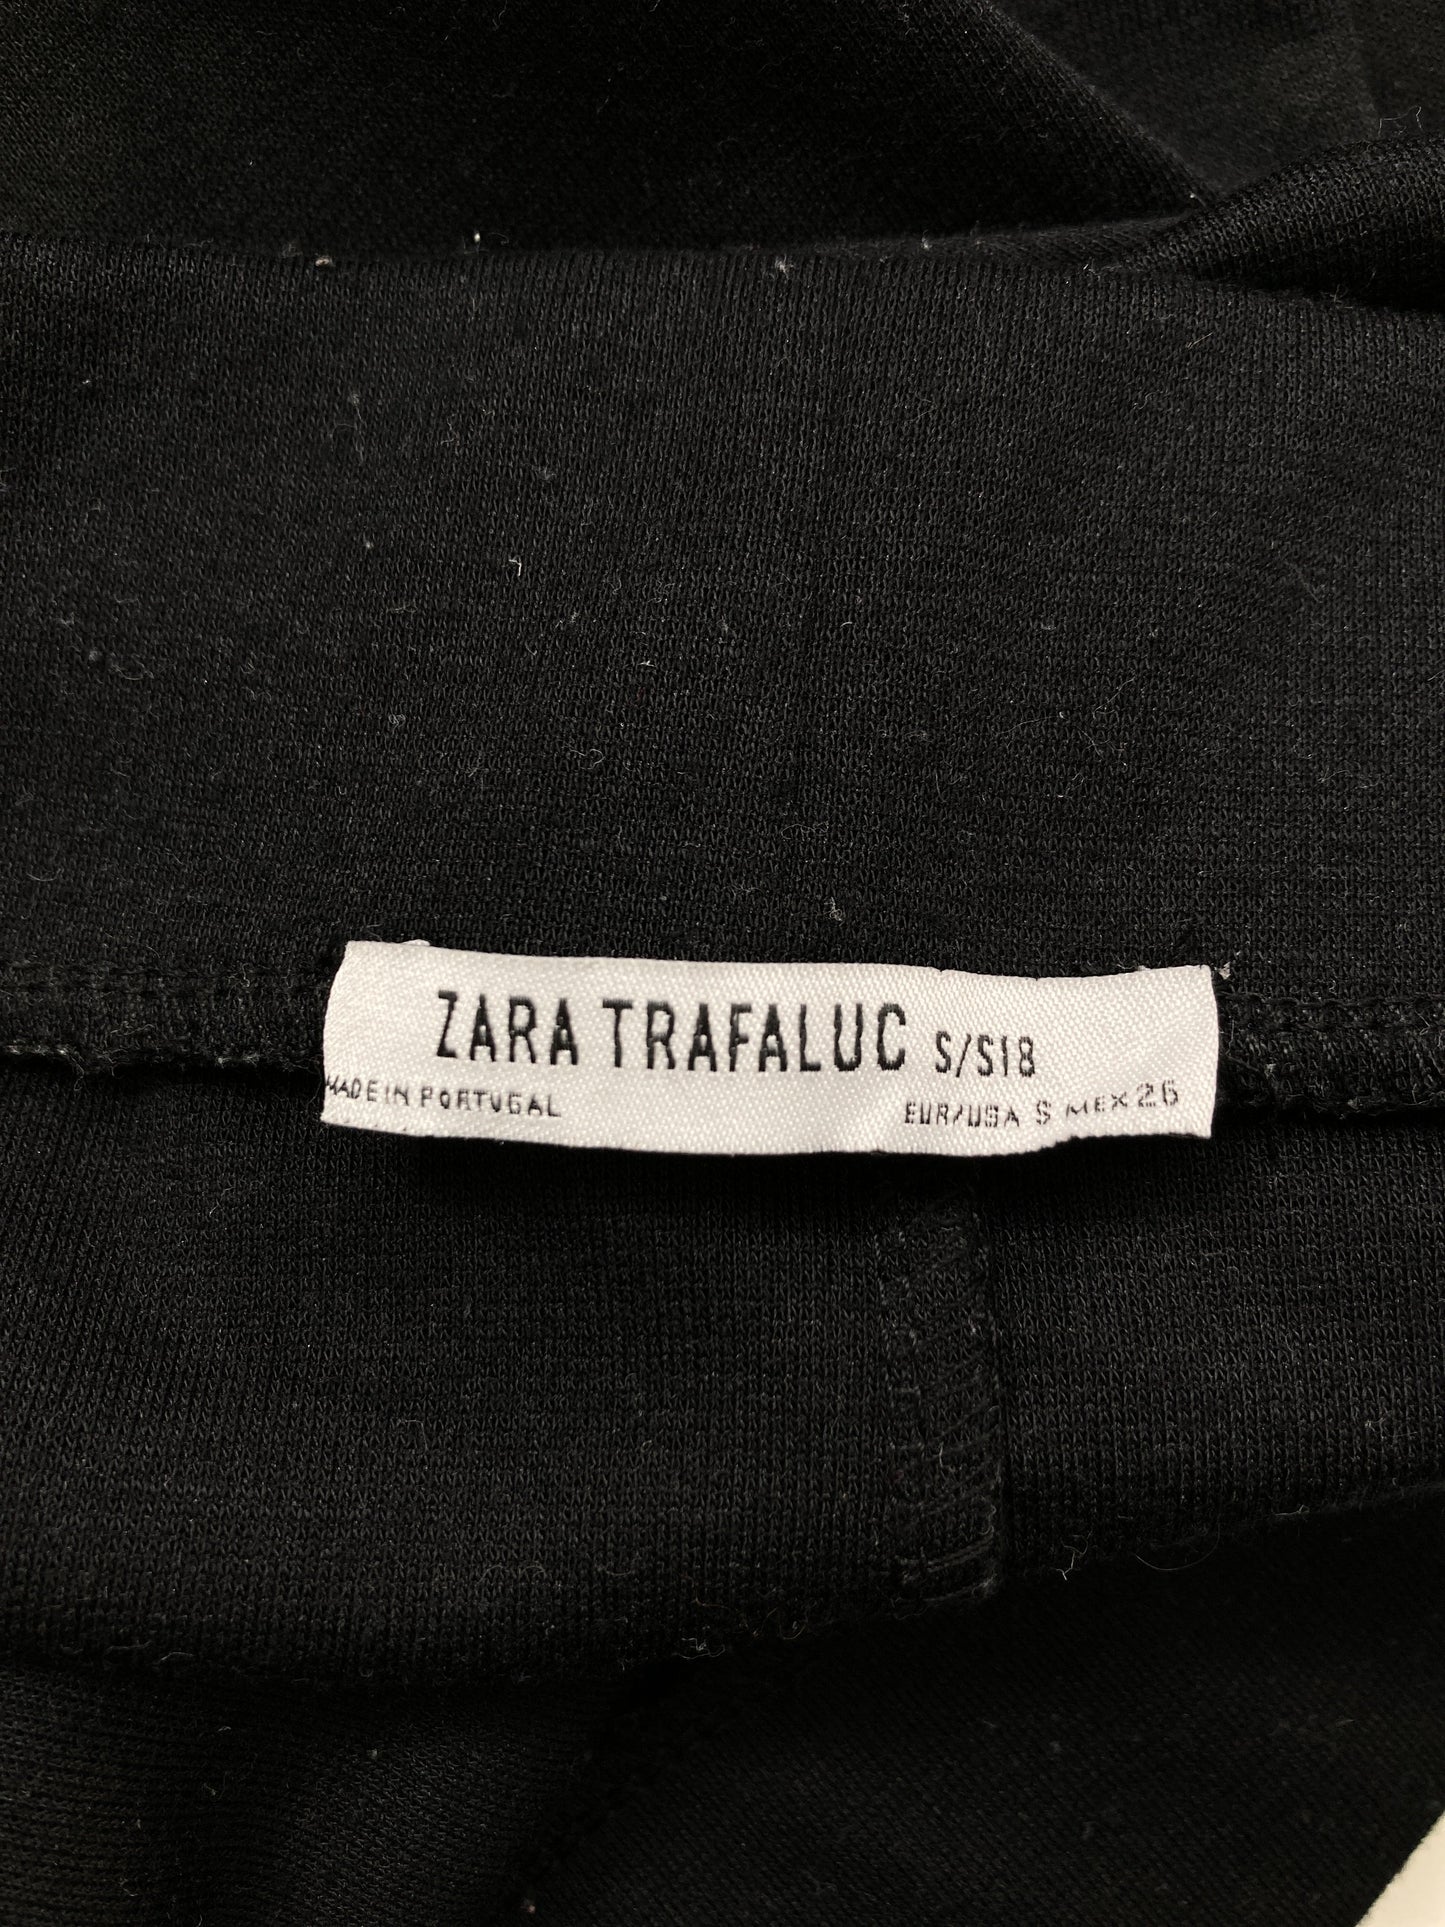 ZARA TRAFALUC S/S18
MADE IN PORTUGAL EUR/USA S MEX 26